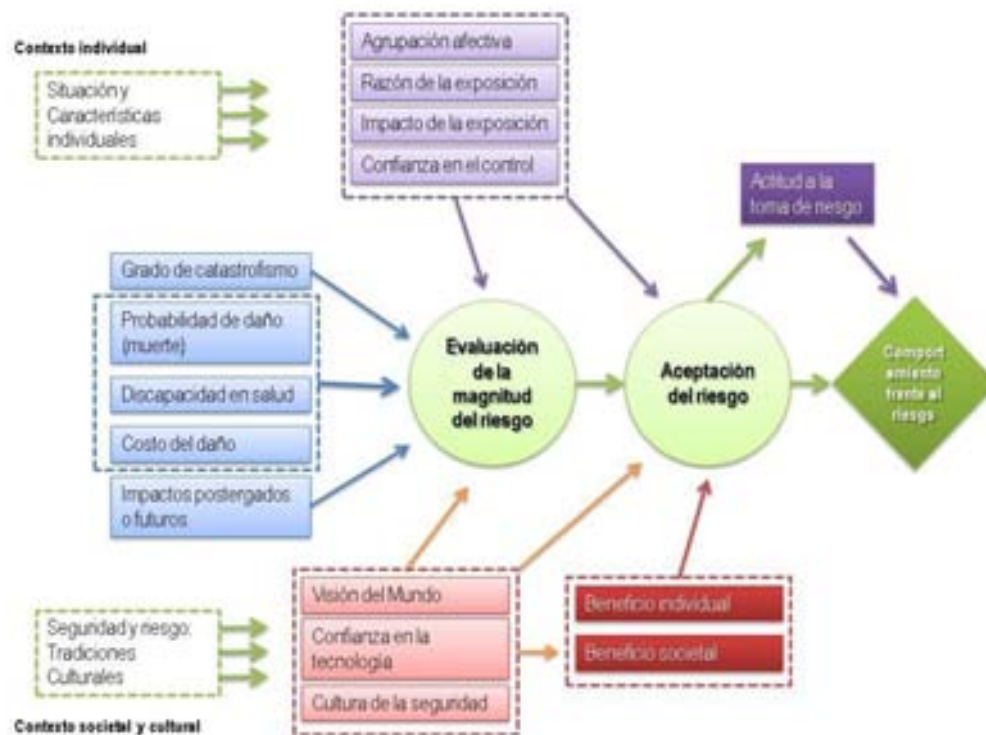 Contexto individual
Situación y
Características
individuales
Agrupación afectiva
Razón de la exposición
Impacto de la exposición
Confianza en el control
Actitud a la
toma de riesgo
Grado de catastrofismo
Probabilidad de daño
(muerte)
Discapacidad en salud
Costo del daño
Impactos postergados
o futuros
Evaluación
de la
magnitud
del riesgo
Aceptación
del riesgo
Comport
amiento
frente al
riesgo
Visión del Mundo
Confianza en la
tecnología
Cultura de la seguridad
Beneficio individual
Beneficio societal
Seguridad y riesgo:
Tradiciones
Culturales
Contexto societal y cultural